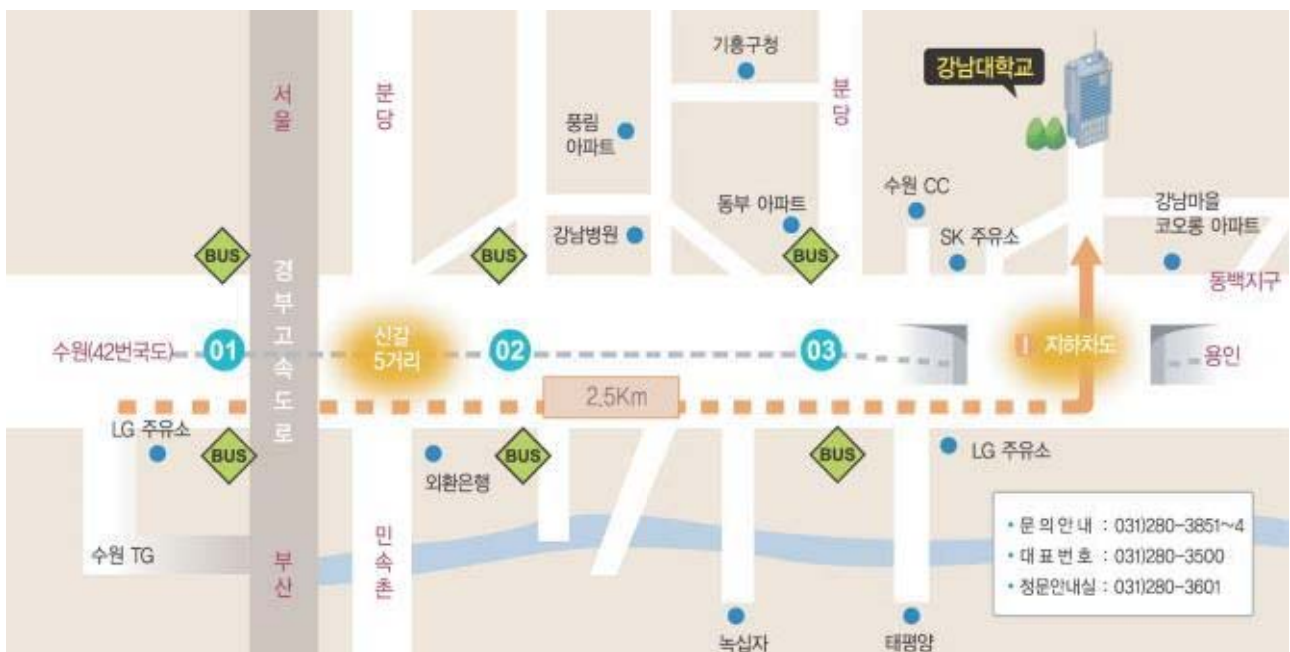 기흥구청
강남대학교
서울
분당
분당
풍림
아파트
수원 CC
동부 아파트
강남마을
코오롱 아파트
강남병원
SK 주유소
BUS
BUS
BUS
경부고속도로
동백지구
수원(42번국도)
01
신갈
5거리
02
03
!
지하차도
용인
2.5Km
LG 주유소
BUS
BUS
BUS
LG 주유소
외환은행
수원 TG
부산
민속촌
• 문의안내 : 031)280-3851~4
• 대표번호 : 031)280-3500
• 정문안내실 : 031)280-3601
녹십자
태평양